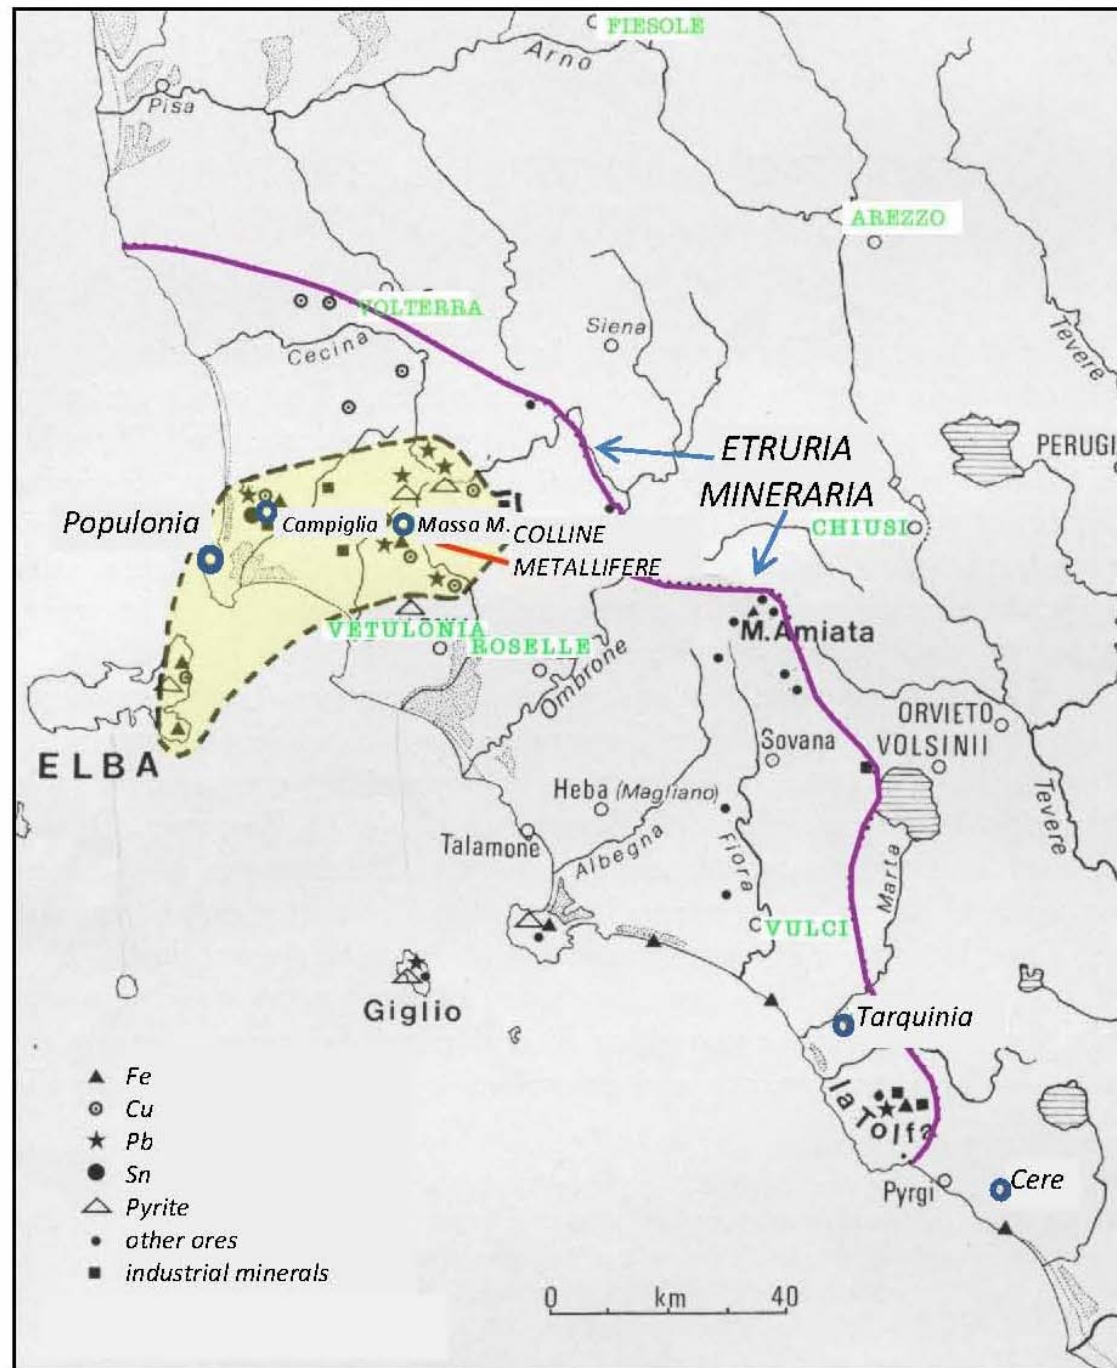 FIESOLE
Arno
Pisa
AREZZO
VOLTERRA
Siena
Cecina
Tevere
ETRURIA
MINERARIA
PERUGI
Populonia
Campiglia
Massa M.
COLLINE
METALLIFERE
CHIUSI
VETULONIA
ROSELLE
M.Amiata
Ombrone
ELBA
Sovana
ORVIETO
VOLSINII
Heba (Magliano)
Talamone
Albegna
Fiora
Marta
Tevere
VULCI
Giglio
Tarquinia
la Tolfa
Pyrgi
Cere
Fe
Cu
Pb
Sn
Pyrite
other ores
industrial minerals
0 km 40